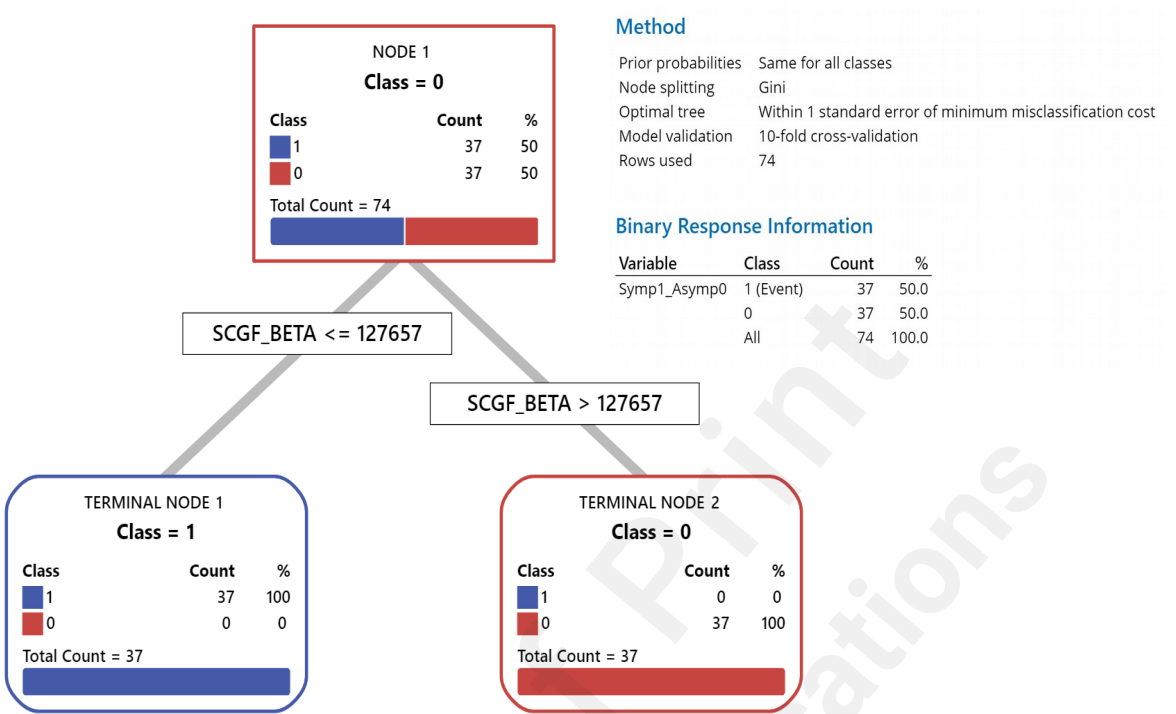 NODE 1
Class = 0
Class Count %
1 37 50
0 37 50
Total Count = 74
Method
Prior probabilities Same for all classes
Node splitting Gini
Optimal tree Within 1 standard error of minimum misclassification cost
Model validation 10-fold cross-validation
Rows used 74
Binary Response Information
Variable Class Count %
Symp1_Asymp0 1 (Event) 37 50.0
0 37 50.0
All 74 100.0
SCGF_BETA <= 127657
SCGF_BETA > 127657
TERMINAL NODE 1
Class = 1
Class Count %
1 37 100
0 0 0
Total Count = 37
TERMINAL NODE 2
Class = 0
Class Count %
1 0 0
0 37 100
Total Count = 37
Print